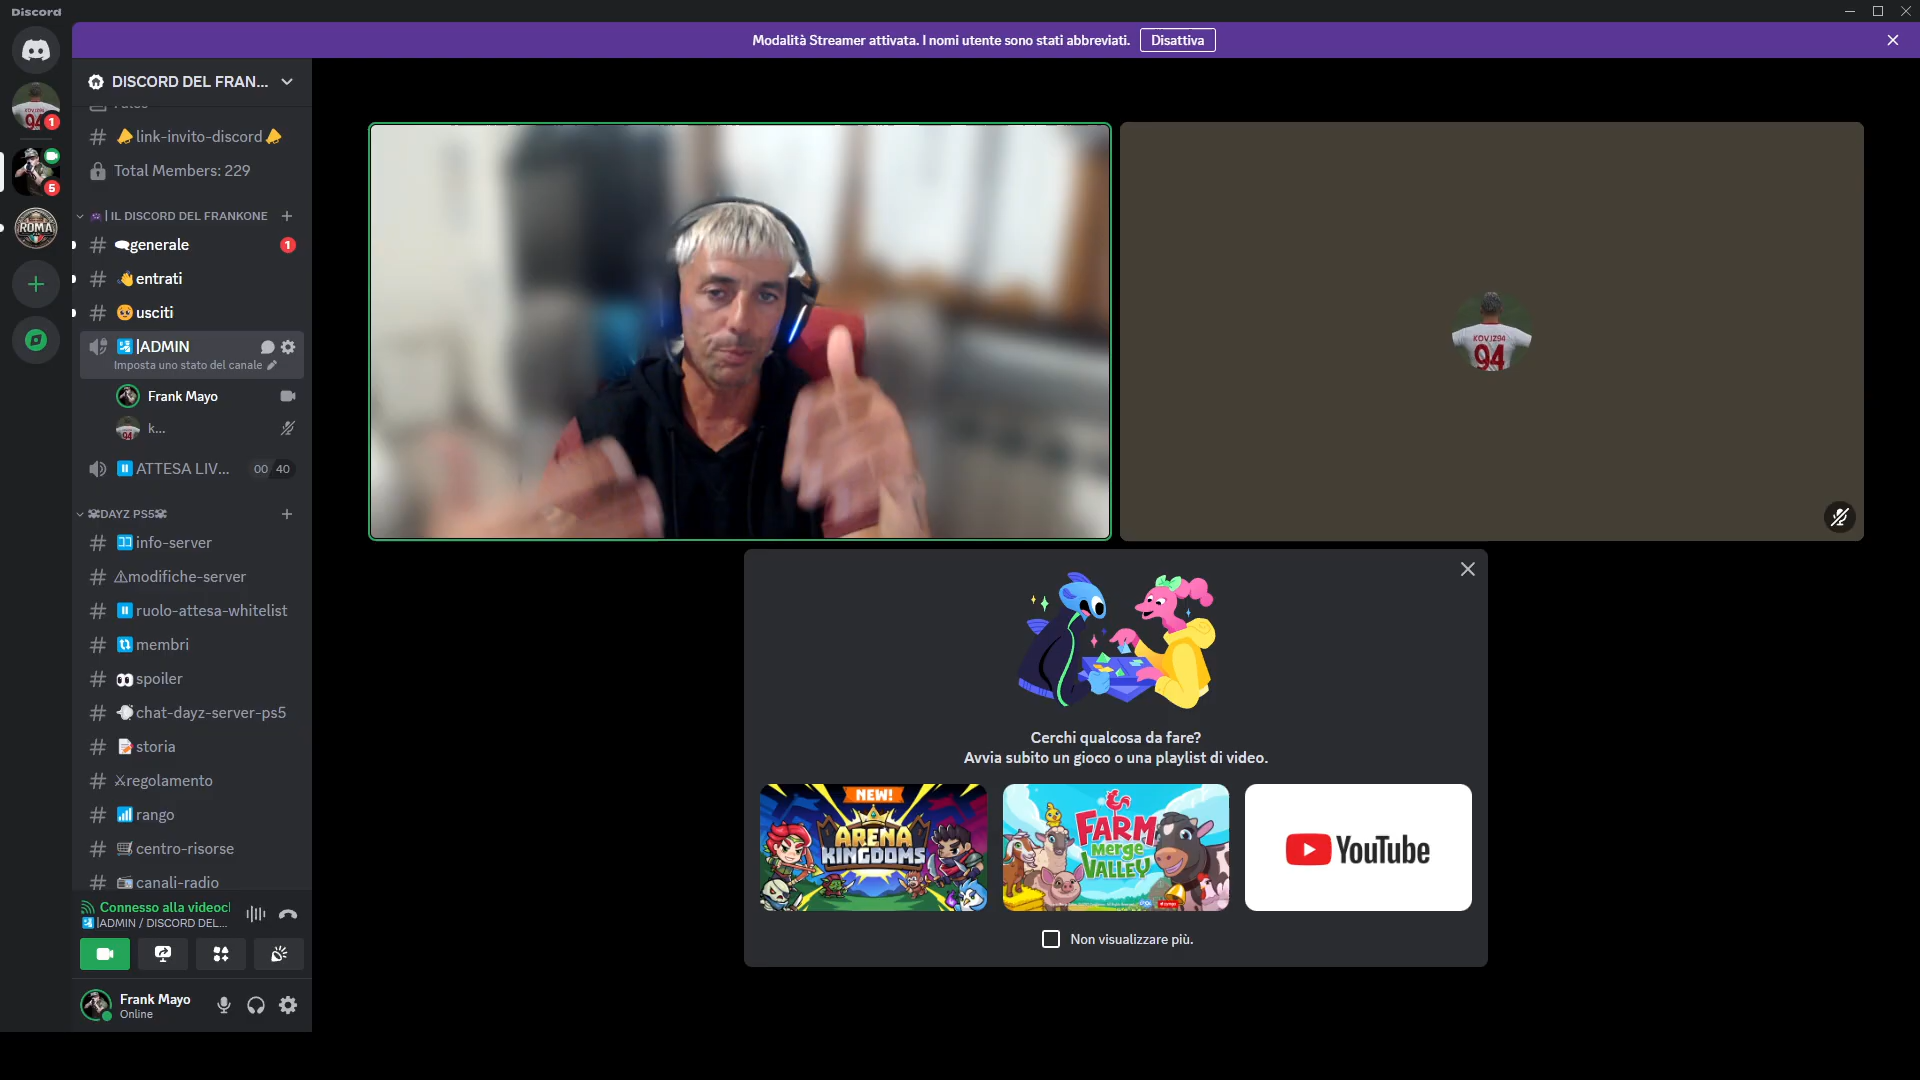 Discord
Modalità Streamer attivata. I nomi utente sono stati abbreviati.
Disattiva
DISCORD DEL FRAN...
link-invito-discord
Total Members: 229
| IL DISCORD DEL FRANKONE
generale
1
entrati
usciti
|ADMIN
Imposta uno stato del canale
Frank Mayo
k...
ATTESA LIV...
00 40
DAYZ PS5
info-server
modifiche-server
ruolo-attesa-whitelist
membri
spoiler
chat-dayz-server-ps5
storia
regolamento
rango
centro-risorse
canali-radio
Connesso alla videoc
|ADMIN / DISCORD DEL...
Frank Mayo
Online
1
5
ROMA
KOVJZ94
94
Cerchi qualcosa da fare?
Avvia subito un gioco o una playlist di video.
NEW!
ARENA
KINGDOMS
FARM
Merge
VALLEY
YouTube
Non visualizzare più.